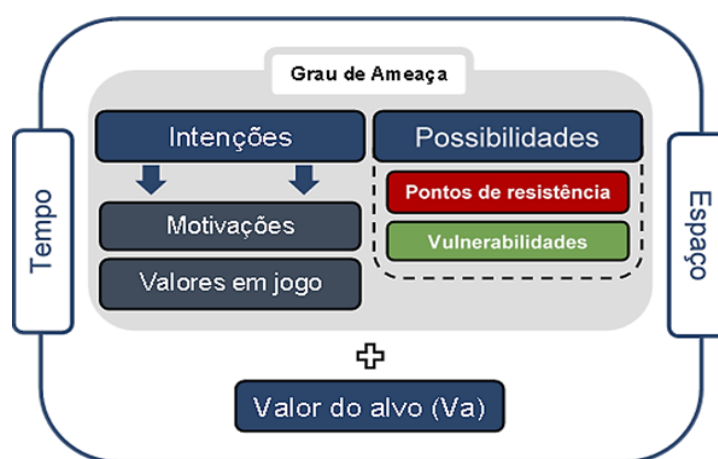 Grau de Ameaça
Intenções
Possibilidades
Pontos de resistência
Vulnerabilidades
Motivações
Valores em jogo
Tempo
Espaço
Valor do alvo (Va)